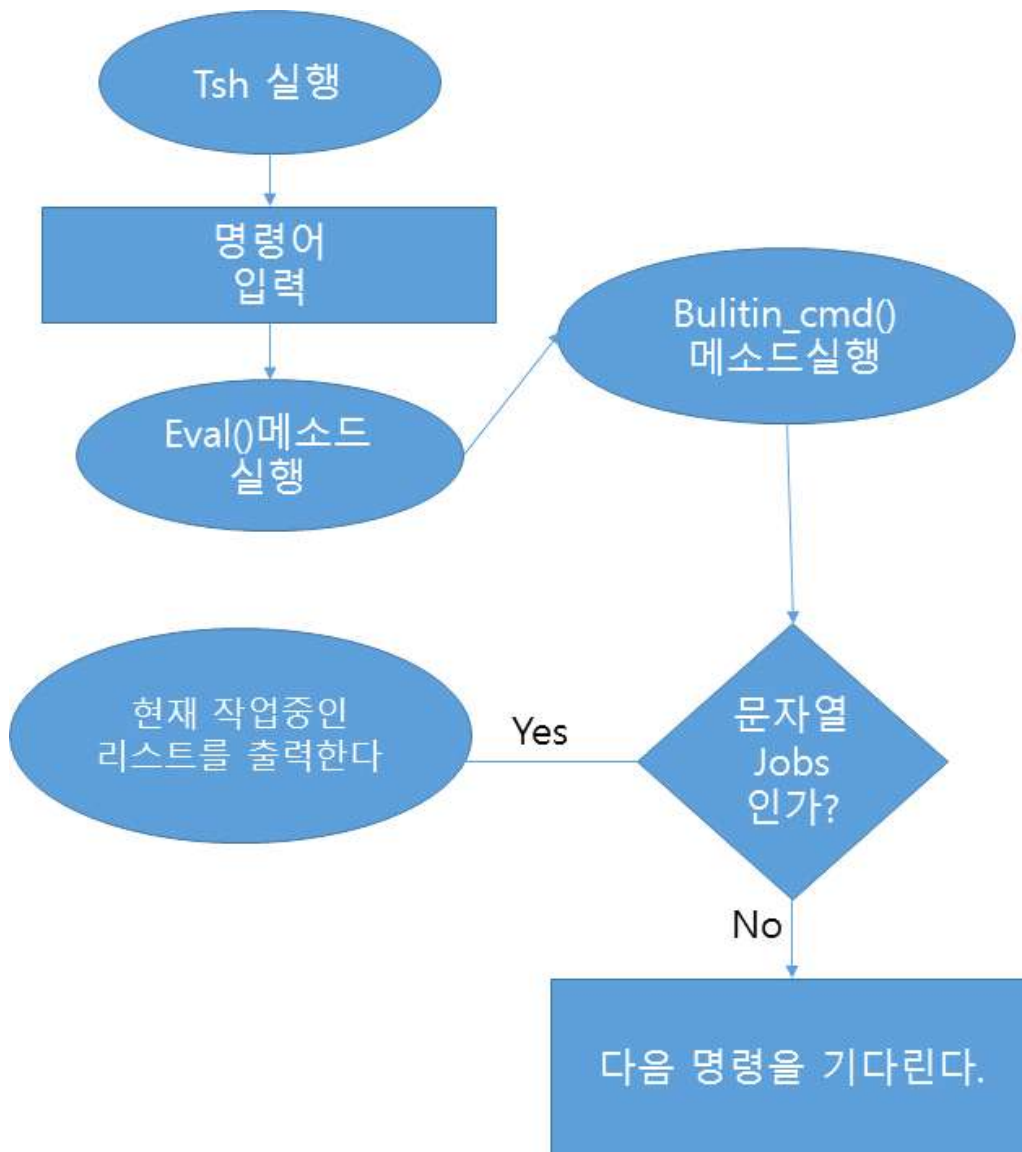 Tsh 실행
명령어
입력
Eval()메소드
실행
Bulitin_cmd()
메소드실행
문자열
Jobs
인가?
Yes
현재 작업중인
리스트를 출력한다
No
다음 명령을 기다린다.